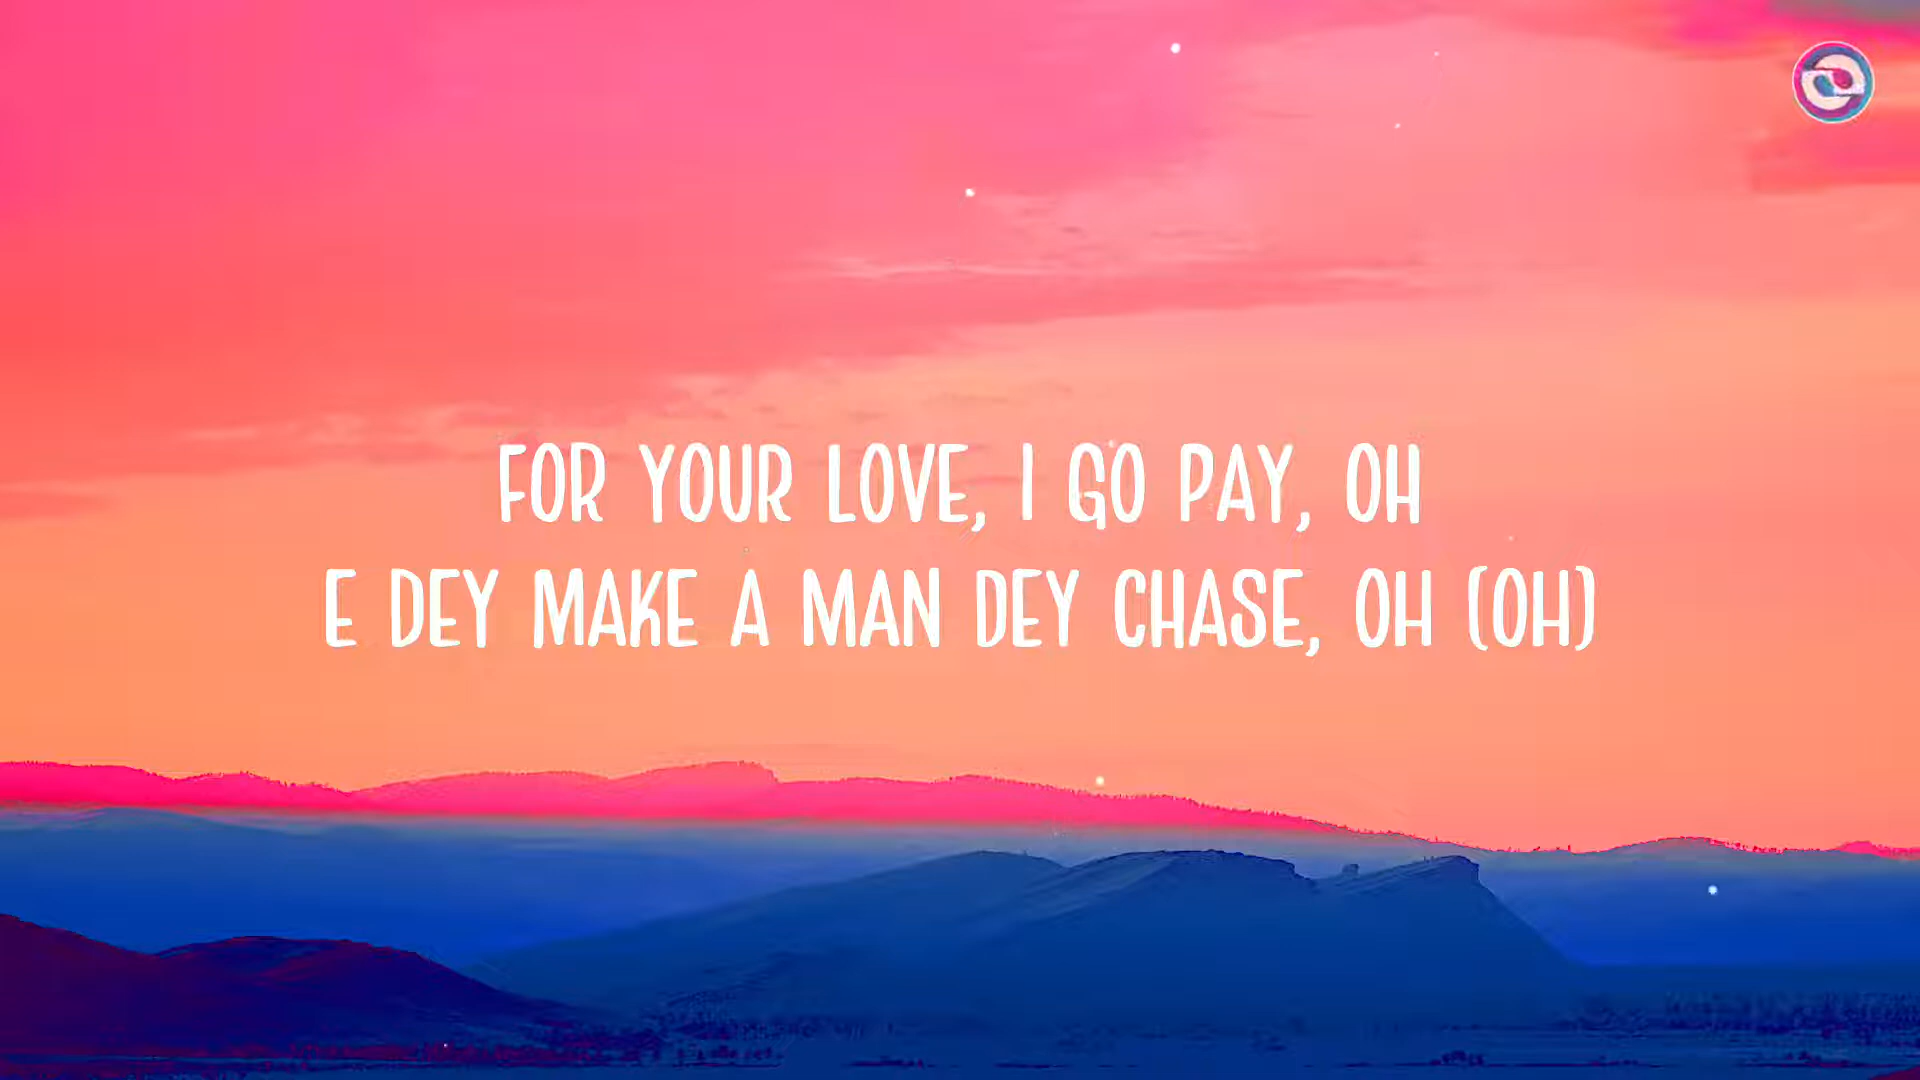 FOR YOUR LOVE, I GO PAY, OH
E DEY MAKE A MAN DEY CHASE, OH (OH)